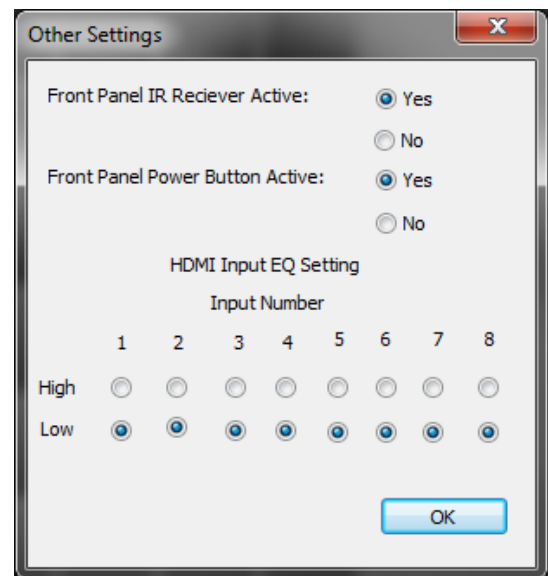 Other Settings
Front Panel IR Reciever Active:
Yes
No
Front Panel Power Button Active:
Yes
No
HDMI Input EQ Setting
Input Number
1 2 3 4 5 6 7 8
High
Low
OK